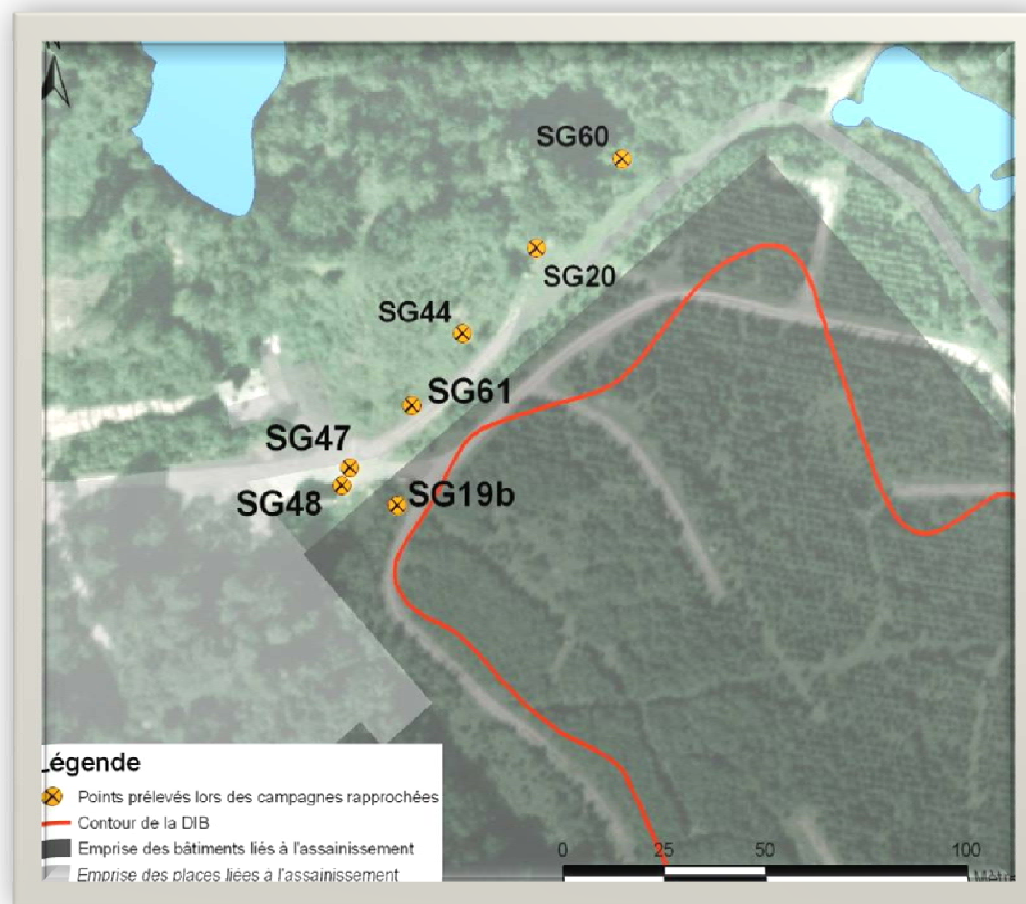 N
SG60
SG20
SG44
SG61
SG47
SG48
SG19b
Légende
Points prélevés lors des campagnes rapprochées
Contour de la DIB
Emprise des bâtiments liés à l'assainissement
Emprise des places liées à l'assainissement
0 25 50 100